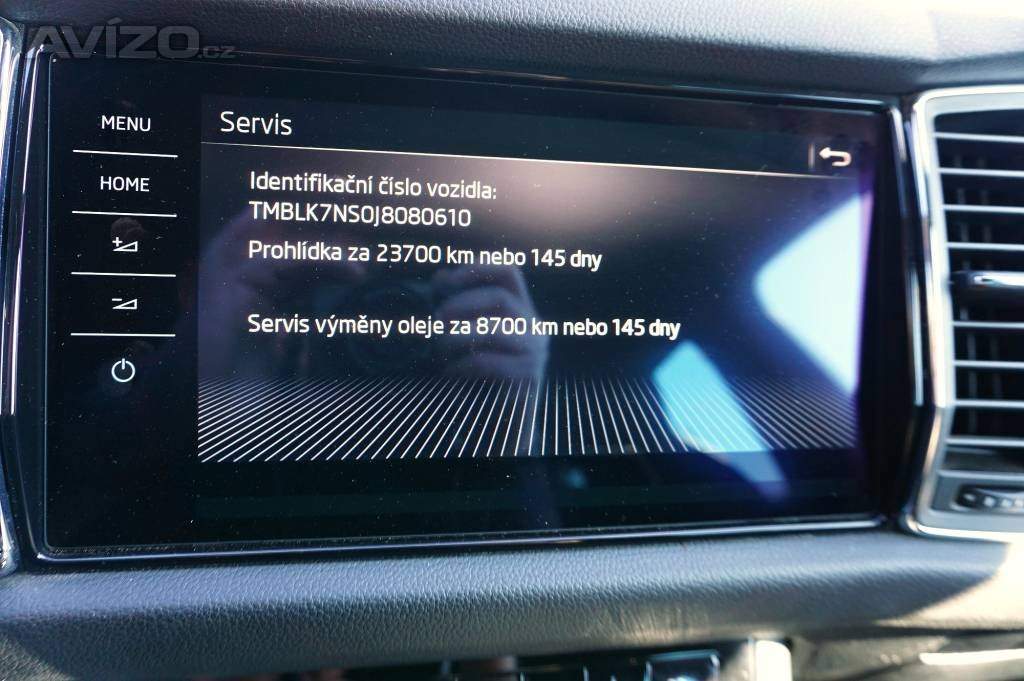 AVÍZO.cz
MENU
Servis
HOME
Identifikační číslo vozidla:
TMBLK7NS0J8080610
Prohlídka za 23700 km nebo 145 dny
Servis výměny oleje za 8700 km nebo 145 dny